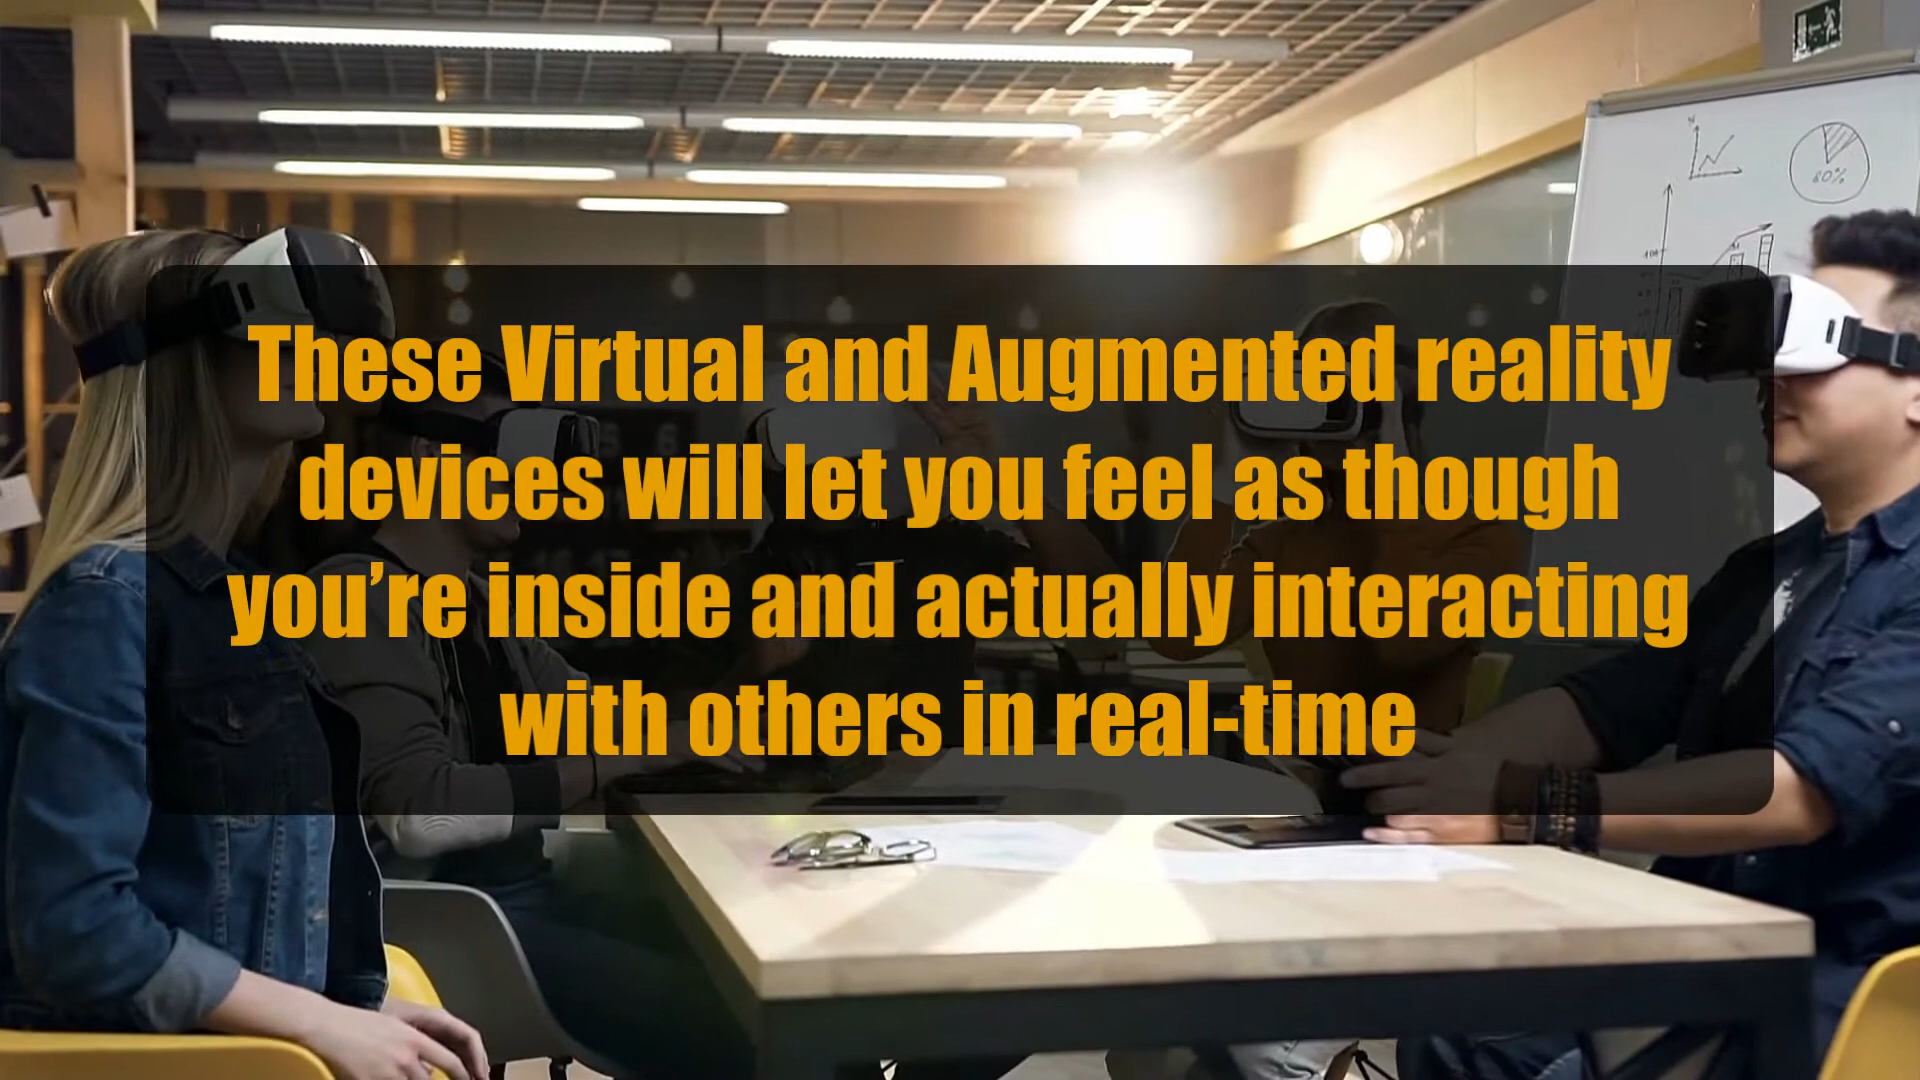 These Virtual and Augmented reality
devices will let you feel as though
you’re inside and actually interacting
with others in real-time
60%